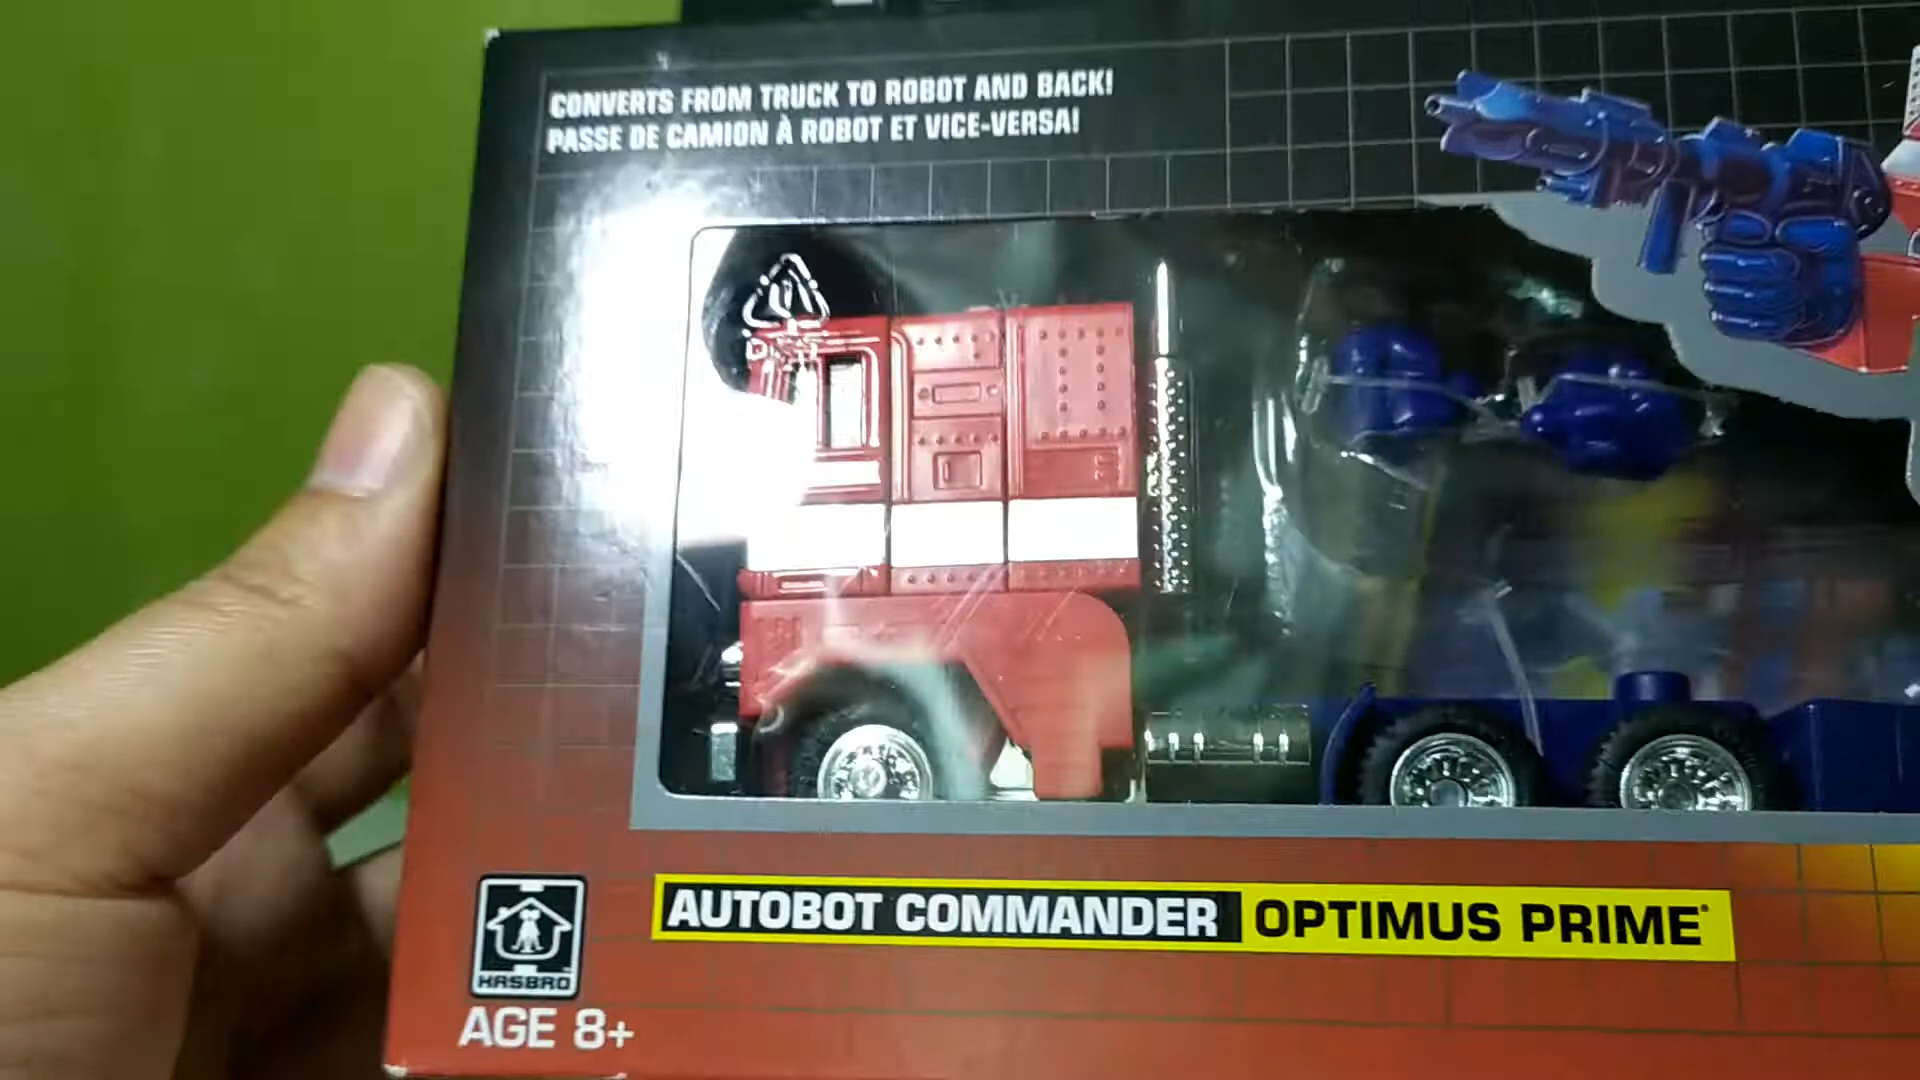 CONVERTS FROM TRUCK TO ROBOT AND BACK!
PASSE DE CAMION À ROBOT ET VICE-VERSA!
AUTOBOT COMMANDER OPTIMUS PRIME
HASBRO
AGE 8+